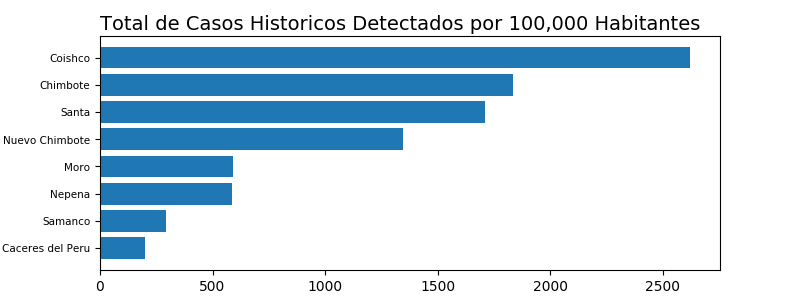 Total de Casos Historicos Detectados por 100,000 Habitantes
Coishco
Chimbote
Santa
Nuevo Chimbote
Moro
Nepena
Samanco
Caceres del Peru
0 500 1000 1500 2000 2500